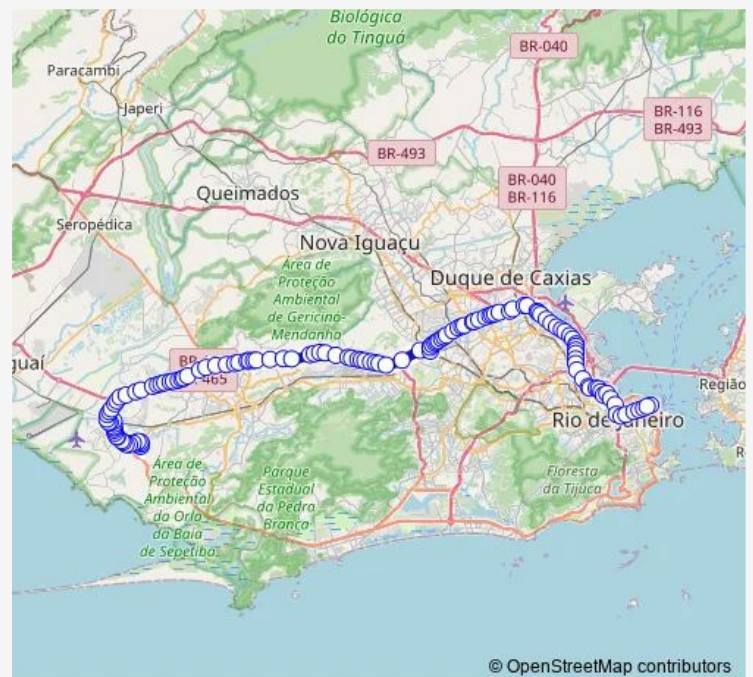 Biológica
do Tinguá
BR-040
Paracambi
Japeri
BR-116
BR-493
BR-493
BR-040
BR-116
Queimados
Seropédica
Nova Iguaçu
Duque de Caxias
Área de
Proteção
Ambiental
de Gericinó-
Mendanha
guaí
465
Região
Rio de Janeiro
Área de
Proteção
Ambiental
da Orla
da Baía
de Sepetiba
Parque
Estadual
da Pedra
Branca
Floresta
da Tijuca
© OpenStreetMap contributors